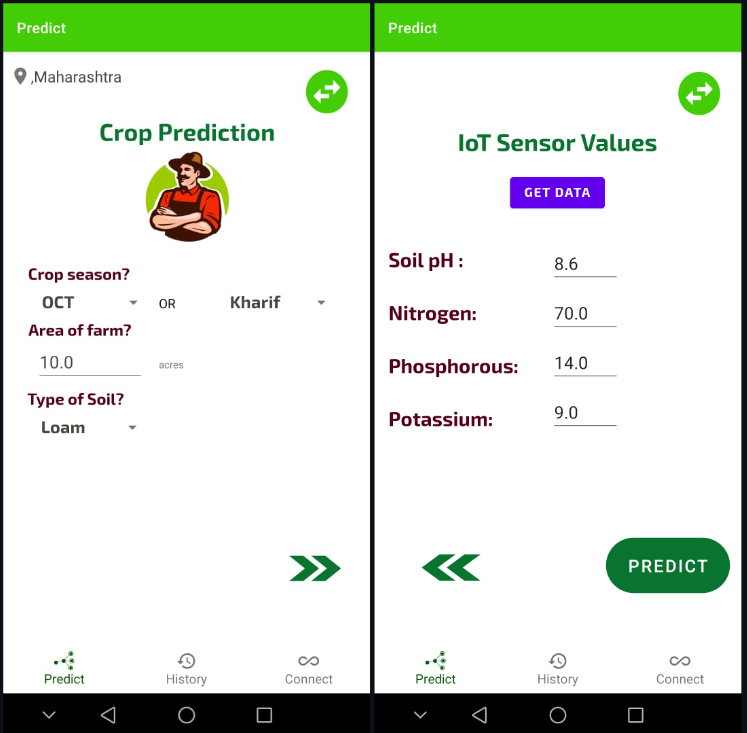 Predict
,Maharashtra
Crop Prediction
Crop season?
OCT OR Kharif
Area of farm?
10.0 acres
Type of Soil?
Loam
Predict History Connect
Predict
IoT Sensor Values
GET DATA
Soil pH : 8.6
Nitrogen: 70.0
Phosphorous: 14.0
Potassium: 9.0
PREDICT
Predict History Connect